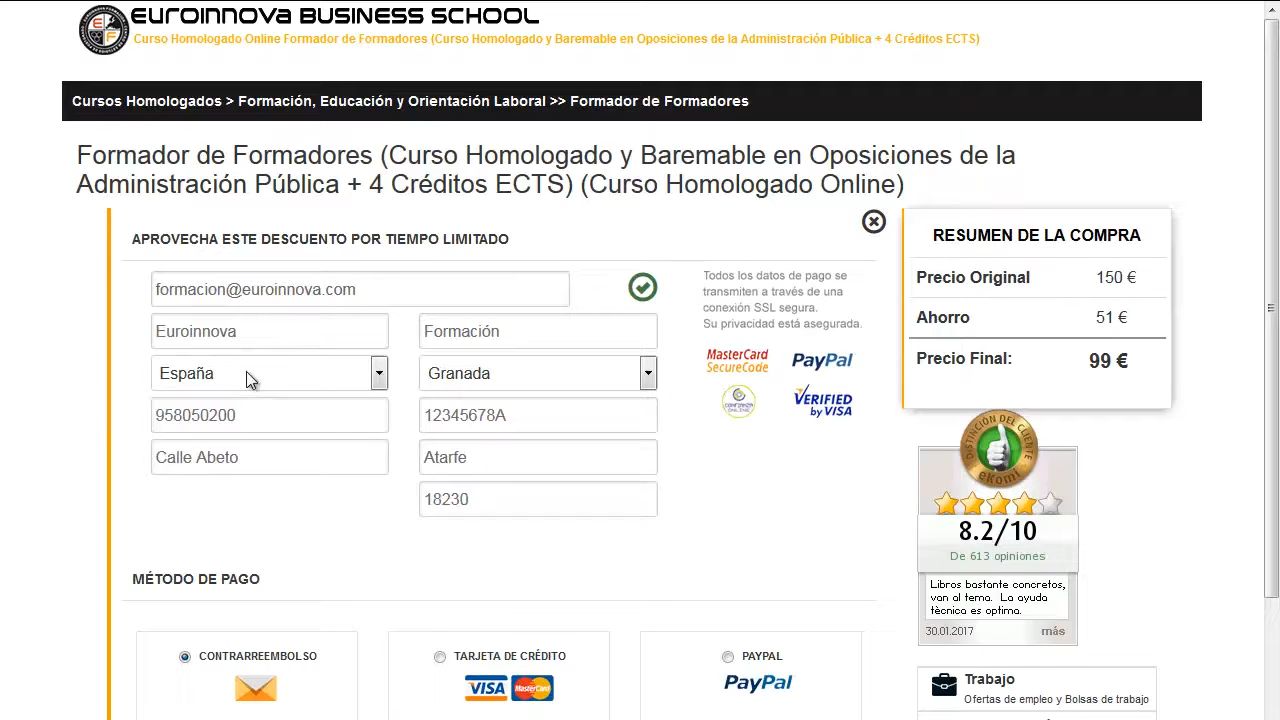 EUROINNOVA BUSINESS SCHOOL
Curso Homologado Online Formador de Formadores (Curso Homologado y Baremable en Oposiciones de la Administración Pública + 4 Créditos ECTS)
Cursos Homologados > Formación, Educación y Orientación Laboral >> Formador de Formadores
Formador de Formadores (Curso Homologado y Baremable en Oposiciones de la
Administración Pública + 4 Créditos ECTS) (Curso Homologado Online)
APROVECHA ESTE DESCUENTO POR TIEMPO LIMITADO
formacion@euroinnova.com
Euroinnova
Formación
España
Granada
958050200
12345678A
Calle Abeto
Atarfe
18230
Todos los datos de pago se
transmiten a través de una
conexión SSL segura.
Su privacidad está asegurada.
MasterCard
SecureCode
PayPal
CONFIANZA
ONLINE
VERIFIED
by VISA
RESUMEN DE LA COMPRA
Precio Original 150 €
Ahorro 51 €
Precio Final: 99 €
DISTINCIÓN DEL CLIENTE
eKomi
8.2/10
De 613 opiniones
Libros bastante concretos,
van al tema. La ayuda
tècnica es optima.
30.01.2017 más
Trabajo
Ofertas de empleo y Bolsas de trabajo
MÉTODO DE PAGO
CONTRARREEMBOLSO
TARJETA DE CRÉDITO
VISA MasterCard
PAYPAL
PayPal